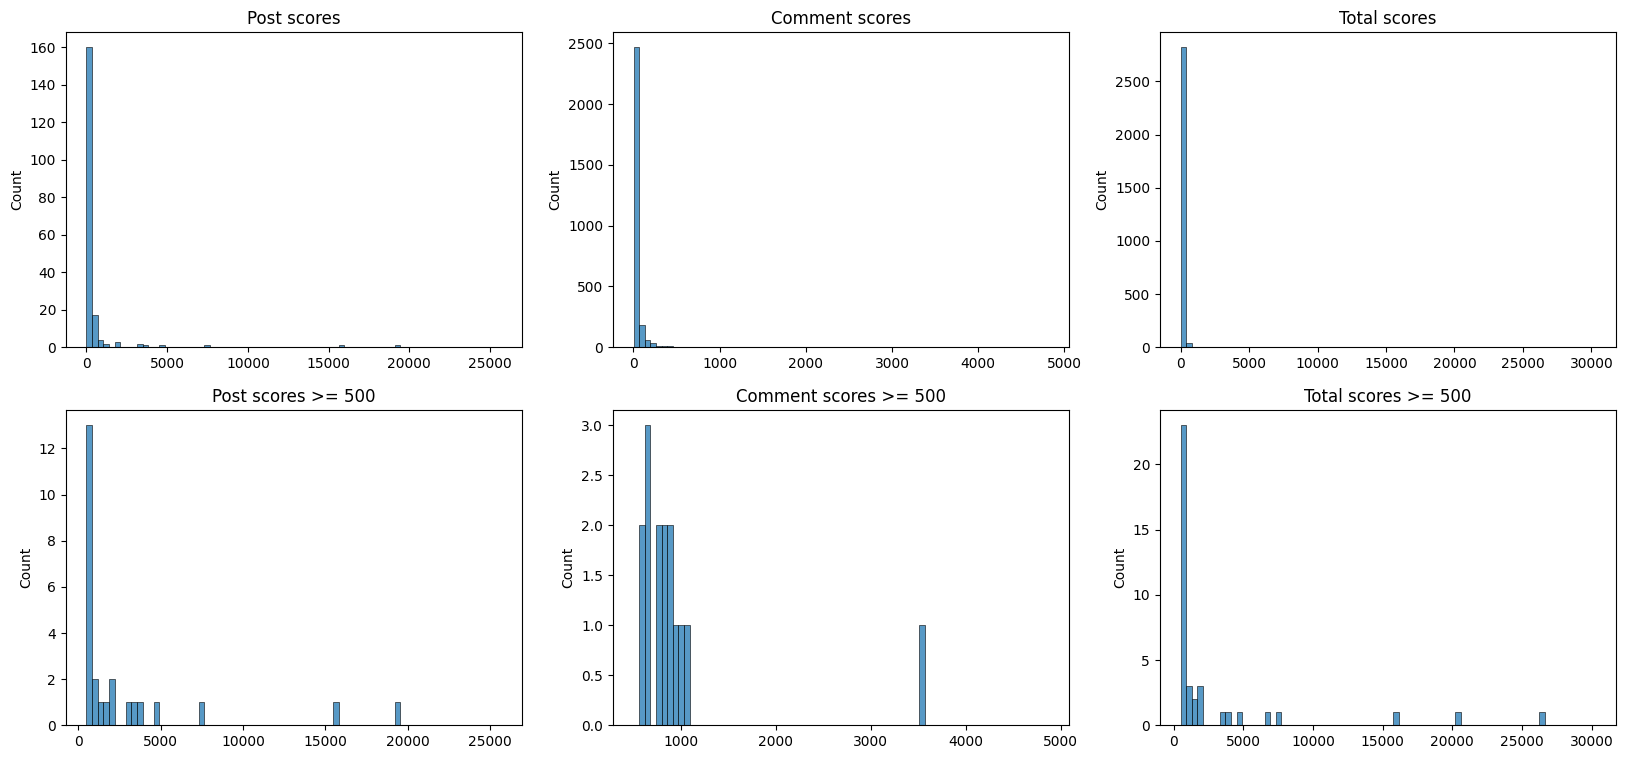 Post scores
160
140
120
100
80
60
40
20
0
Count
0 5000 10000 15000 20000 25000
Comment scores
2500
2000
1500
1000
500
0
Count
0 1000 2000 3000 4000 5000
Total scores
2500
2000
1500
1000
500
0
Count
0 5000 10000 15000 20000 25000 30000
Post scores >= 500
12
10
8
6
4
2
0
Count
0 5000 10000 15000 20000 25000
Comment scores >= 500
3.0
2.5
2.0
1.5
1.0
0.5
0.0
Count
1000 2000 3000 4000 5000
Total scores >= 500
20
15
10
5
0
Count
0 5000 10000 15000 20000 25000 30000